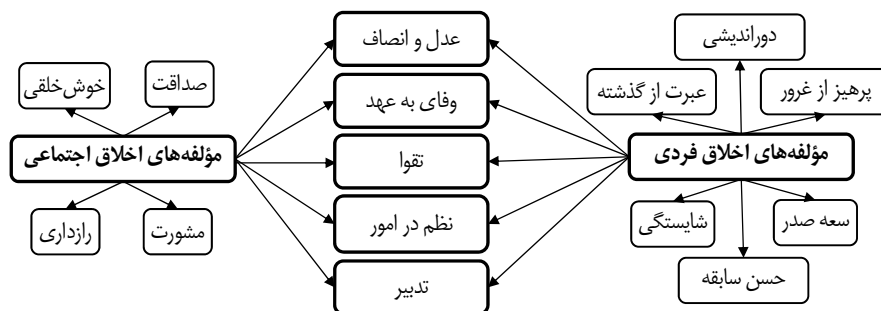 دوراندیشی
پرهیز از غرور
عبرت از گذشته
مؤلفه‌های اخلاق فردی
سعه صدر
شایستگی
حسن سابقه
عدل و انصاف
وفای به عهد
تقوا
نظم در امور
تدبیر
صداقت
خوش‌خلقی
مؤلفه‌های اخلاق اجتماعی
مشورت
رازداری